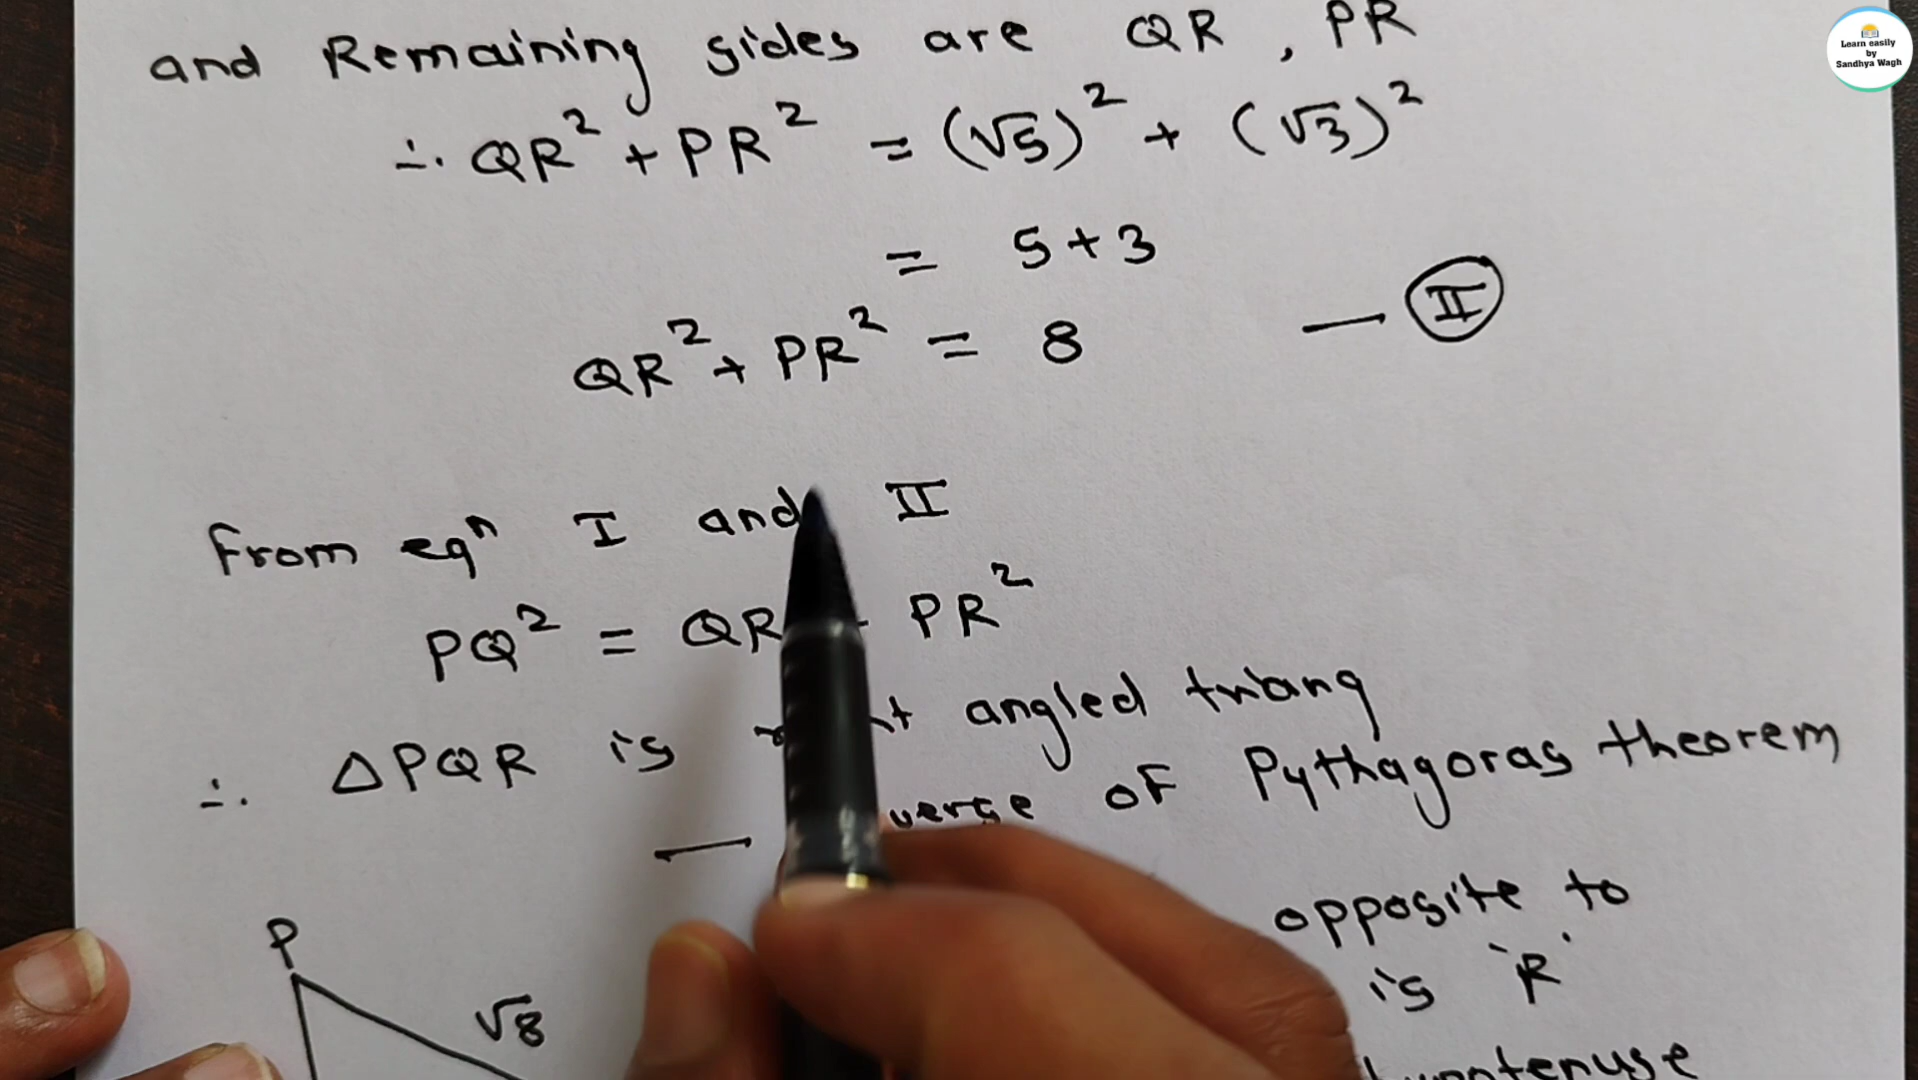 and Remaining sides are QR , PR
∴ QR² + PR² = (√5)² + (√3)²
= 5 + 3
QR² + PR² = 8 — II
From eqⁿ I and II
PQ² = QR PR²
∴ △PQR is angled triang
— of Pythagoras theorem
opposite to
is 'R'
P
√8
Learn easily
by
Sandhya Wagh